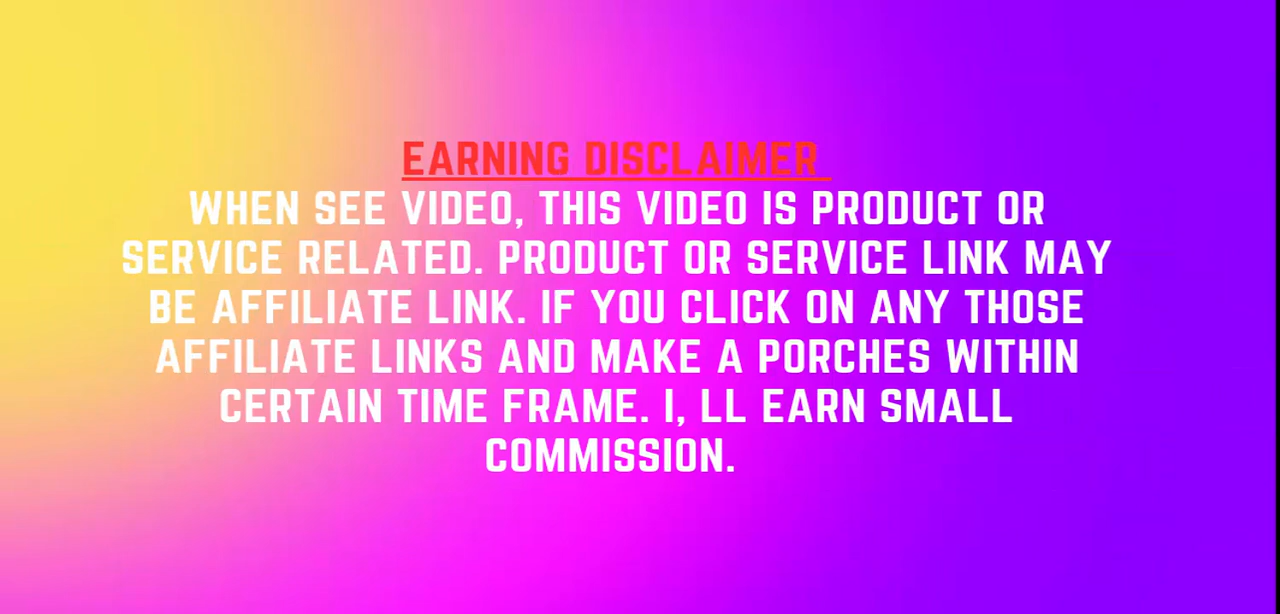 EARNING DISCLAIMER
WHEN SEE VIDEO, THIS VIDEO IS PRODUCT OR
SERVICE RELATED. PRODUCT OR SERVICE LINK MAY
BE AFFILIATE LINK. IF YOU CLICK ON ANY THOSE
AFFILIATE LINKS AND MAKE A PORCHES WITHIN
CERTAIN TIME FRAME. I, LL EARN SMALL
COMMISSION.